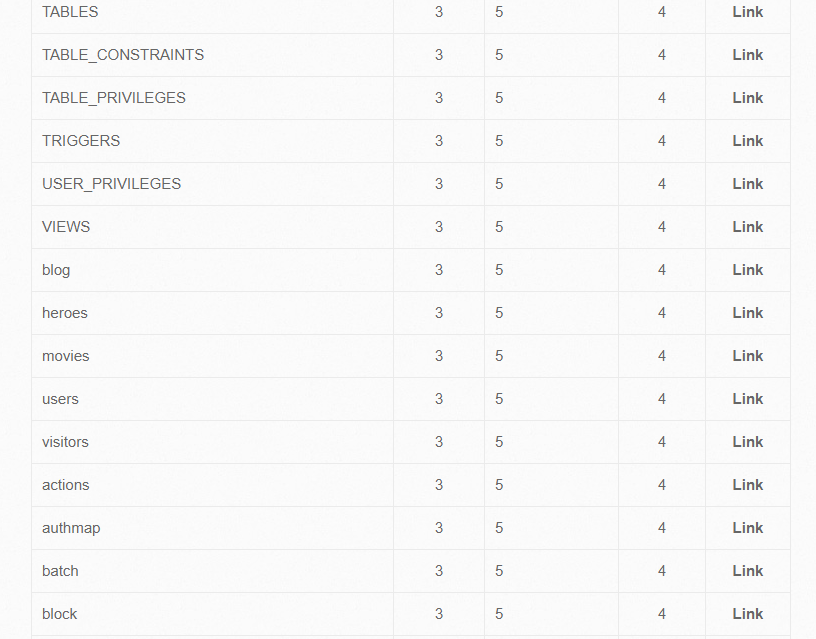 TABLES 3 5 4 Link
TABLE_CONSTRAINTS 3 5 4 Link
TABLE_PRIVILEGES 3 5 4 Link
TRIGGERS 3 5 4 Link
USER_PRIVILEGES 3 5 4 Link
VIEWS 3 5 4 Link
blog 3 5 4 Link
heroes 3 5 4 Link
movies 3 5 4 Link
users 3 5 4 Link
visitors 3 5 4 Link
actions 3 5 4 Link
authmap 3 5 4 Link
batch 3 5 4 Link
block 3 5 4 Link